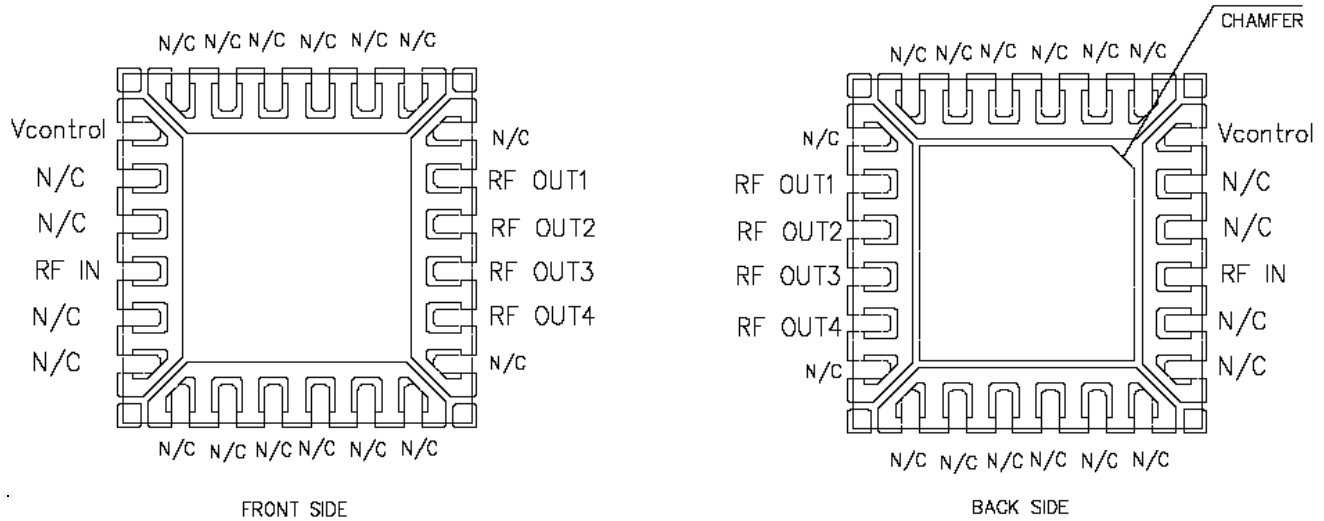 CHAMFER
N/C N/C N/C N/C N/C N/C
N/C N/C N/C N/C N/C N/C
Vcontrol
N/C
N/C
Vcontrol
N/C
RF OUT1
RF OUT1
N/C
N/C
RF OUT2
RF OUT2
N/C
RF IN
RF OUT3
RF OUT3
RF IN
N/C
RF OUT4
RF OUT4
N/C
N/C
N/C
N/C
N/C
N/C N/C N/C N/C N/C N/C
N/C N/C N/C N/C N/C N/C
FRONT SIDE
BACK SIDE